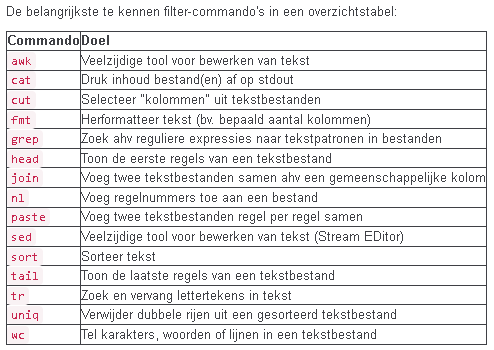 De belangrijkste te kennen filter-commando's in een overzichtstabel:
Commando Doel
awk Veelzijdige tool voor bewerken van tekst
cat Druk inhoud bestand(en) af op stdout
cut Selecteer "kolommen" uit tekstbestanden
fmt Herformatteer tekst (bv. bepaald aantal kolommen)
grep Zoek ahv reguliere expressies naar tekstpatronen in bestanden
head Toon de eerste regels van een tekstbestand
join Voeg twee tekstbestanden samen ahv een gemeenschappelijke kolom
nl Voeg regelnummers toe aan een bestand
paste Voeg twee tekstbestanden regel per regel samen
sed Veelzijdige tool voor bewerken van tekst (Stream EDitor)
sort Sorteer tekst
tail Toon de laatste regels van een tekstbestand
tr Zoek en vervang lettertekens in tekst
uniq Verwijder dubbele rijen uit een gesorteerd tekstbestand
wc Tel karakters, woorden of lijnen in een tekstbestand